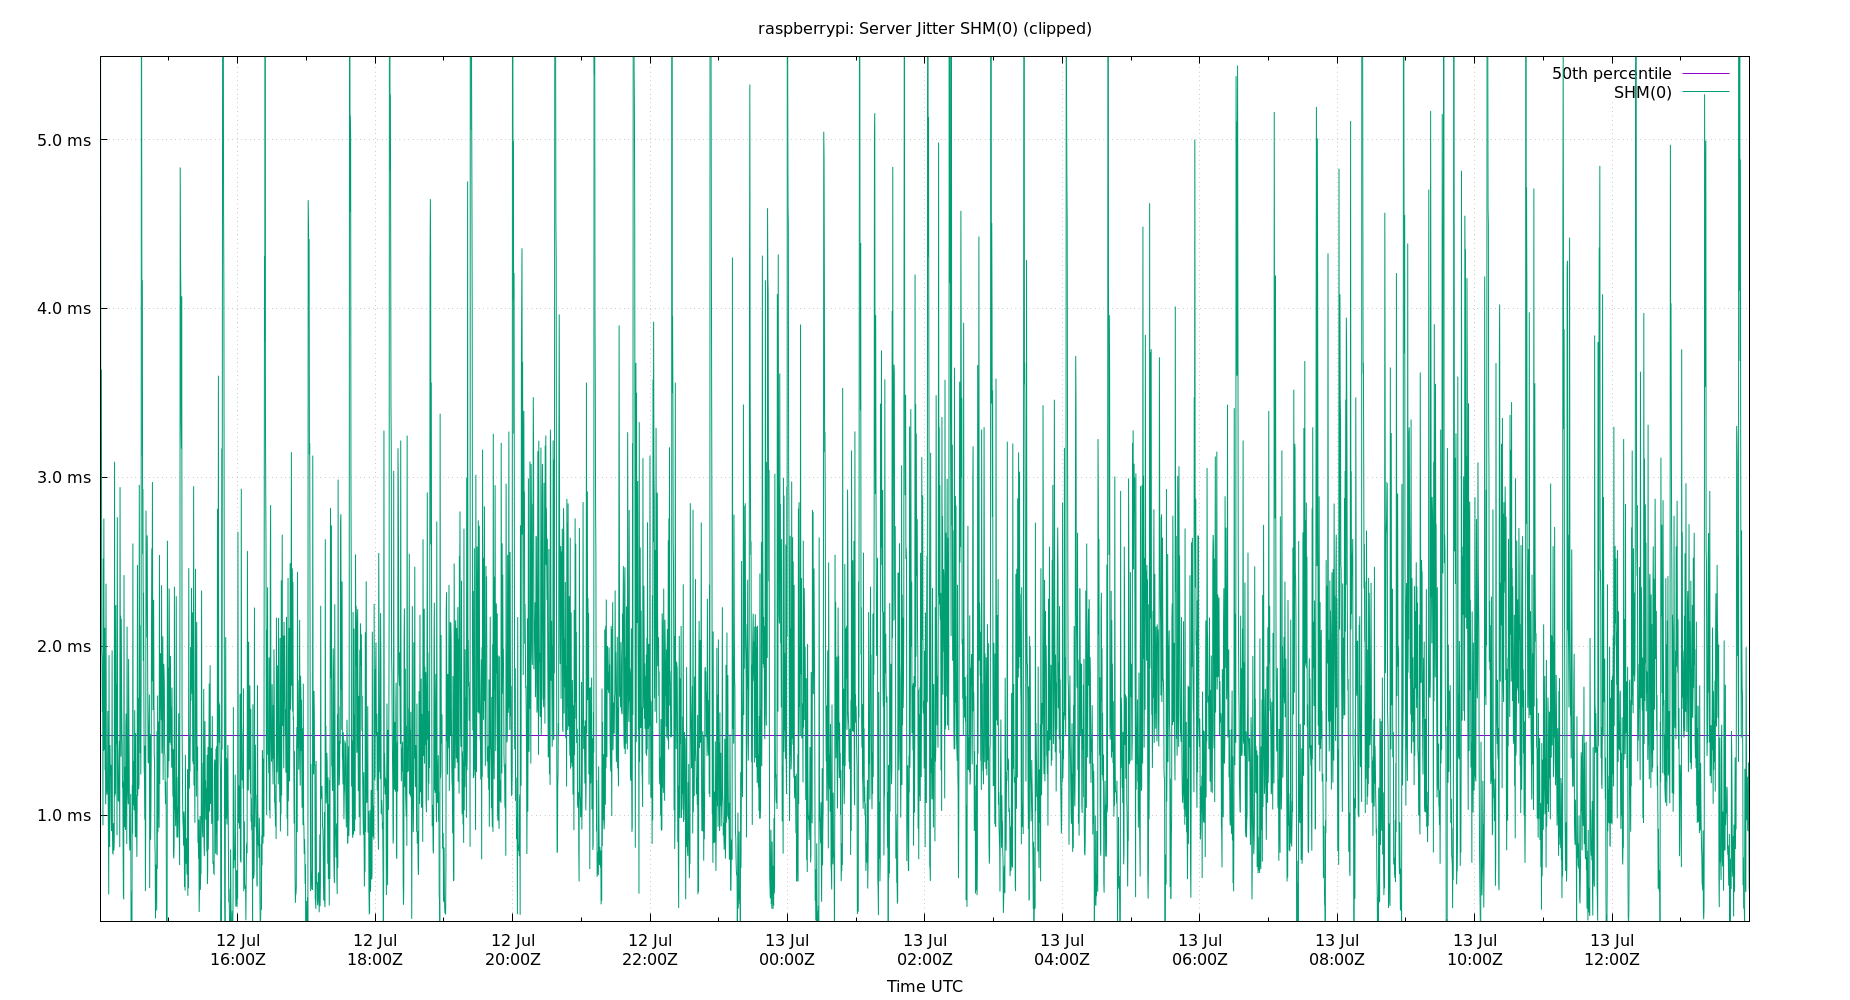 raspberrypi: Server Jitter SHM(0) (clipped)
50th percentile
SHM(0)
5.0 ms
4.0 ms
3.0 ms
2.0 ms
1.0 ms
12 Jul 12 Jul 12 Jul 12 Jul 13 Jul 13 Jul 13 Jul 13 Jul 13 Jul 13 Jul 13 Jul
16:00Z 18:00Z 20:00Z 22:00Z 00:00Z 02:00Z 04:00Z 06:00Z 08:00Z 10:00Z 12:00Z
Time UTC